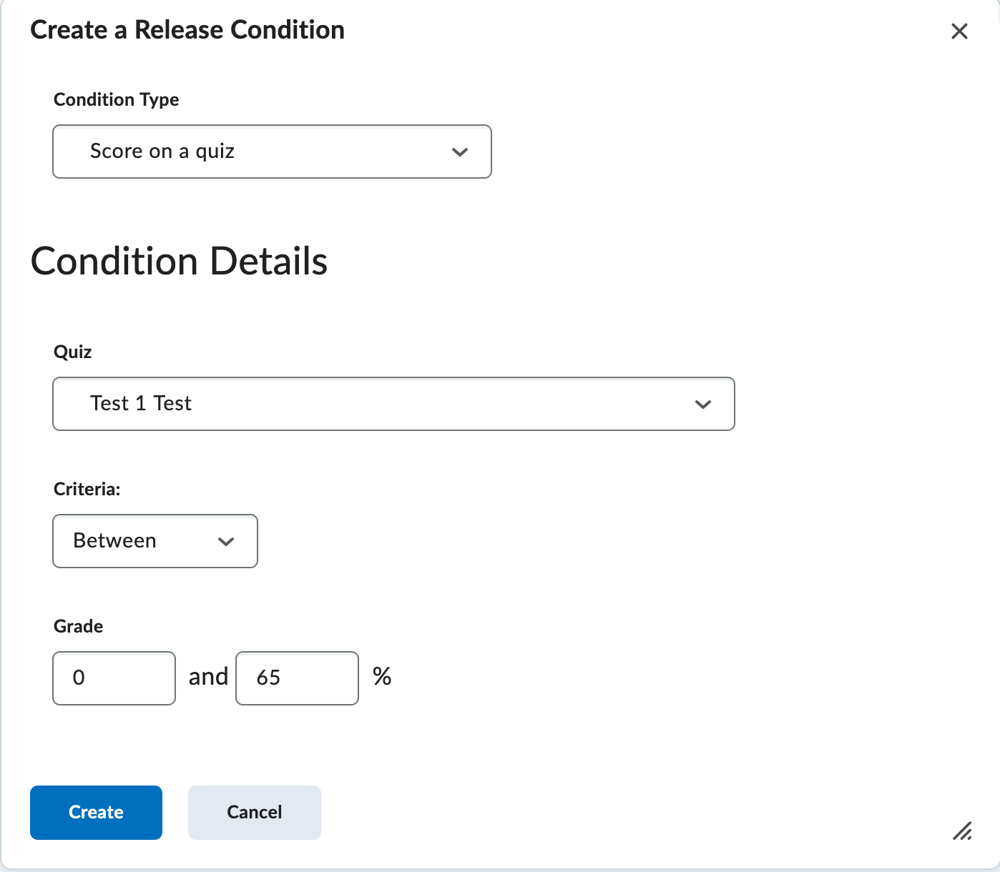 Create a Release Condition
Condition Type
Score on a quiz
Condition Details
Quiz
Test 1 Test
Criteria:
Between
Grade
0 and 65 %
Create Cancel